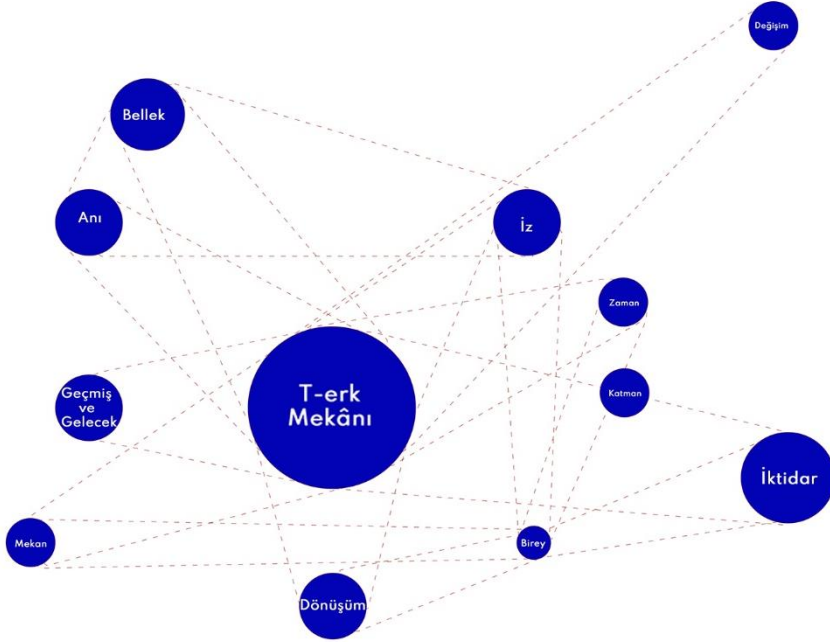 Değişim
Bellek
Anı
İz
Zaman
T-erk
Mekânı
Geçmiş
ve
Gelecek
Katman
İktidar
Mekan
Birey
Dönüşüm